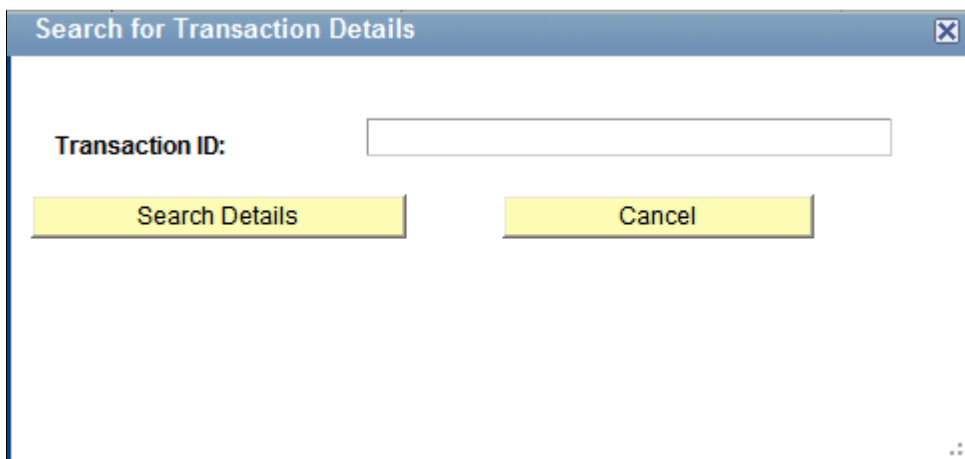 Search for Transaction Details
Transaction ID:
Search Details
Cancel